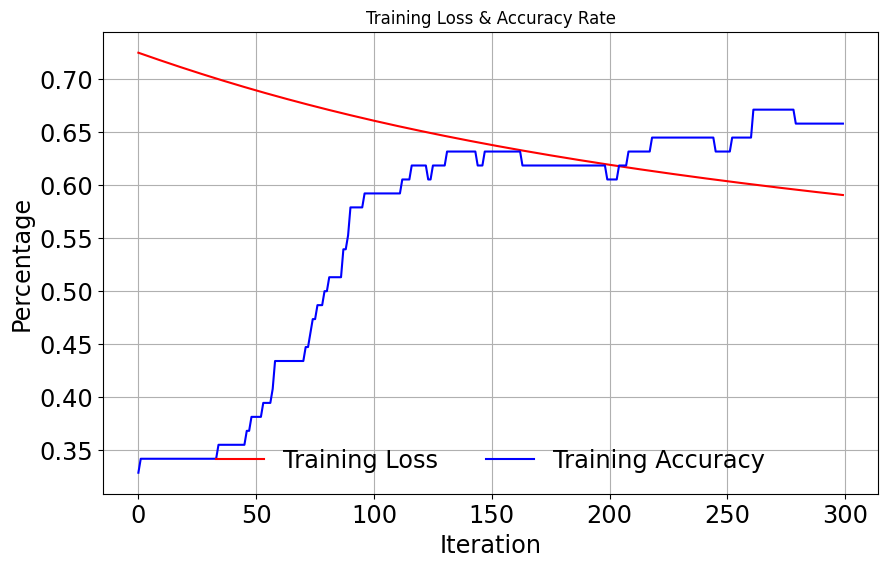 Training Loss & Accuracy Rate
Percentage
0.70
0.65
0.60
0.55
0.50
0.45
0.40
0.35
Training Loss Training Accuracy
0 50 100 150 200 250 300
Iteration